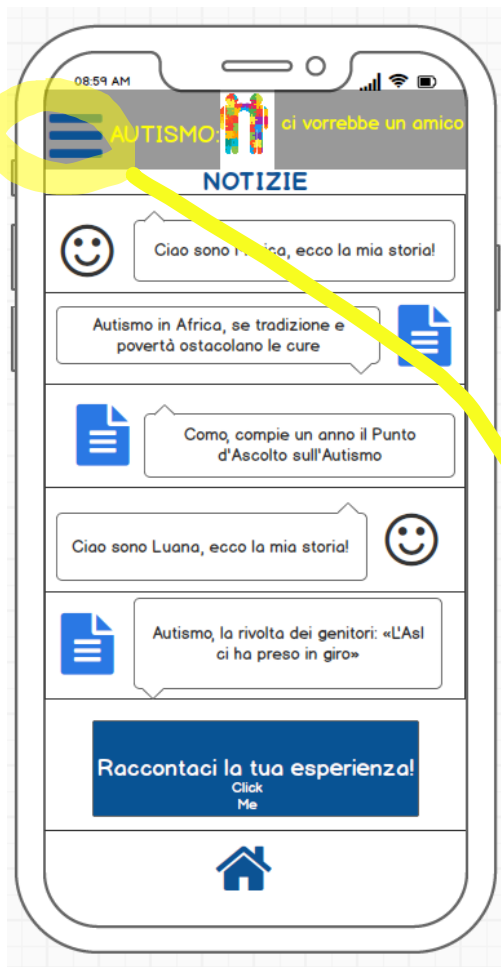 08:59 AM
AUTISMO:
ci vorrebbe un amico
NOTIZIE
Ciao sono ica, ecco la mia storia!
Autismo in Africa, se tradizione e
povertà ostacolano le cure
Como, compie un anno il Punto
d'Ascolto sull'Autismo
Ciao sono Luana, ecco la mia storia!
Autismo, la rivolta dei genitori: «L'Asl
ci ha preso in giro»
Raccontaci la tua esperienza!
Click
Me